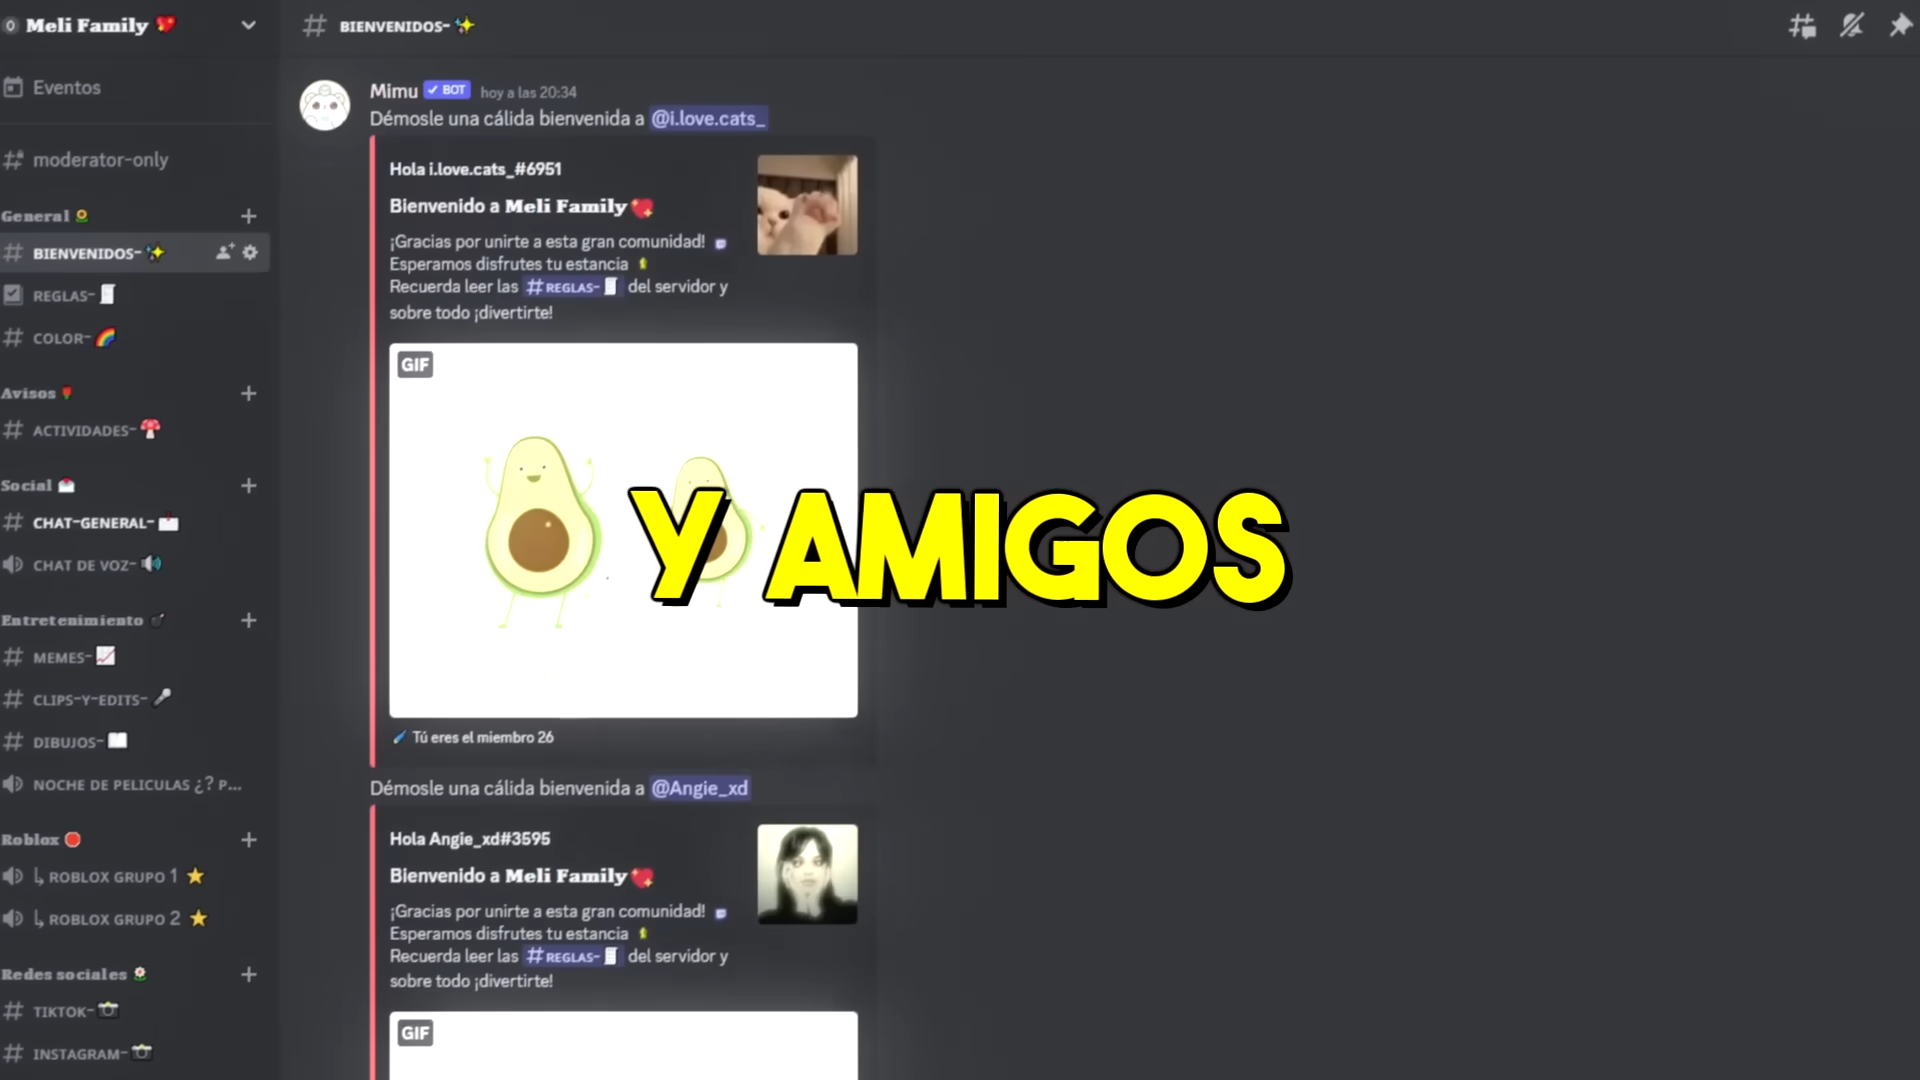 Meli Family
Eventos
moderator-only
General
BIENVENIDOS-
REGLAS-
COLOR-
Avisos
ACTIVIDADES-
Social
CHAT-GENERAL-
CHAT DE VOZ-
Entretenimiento
MEMES-
CLIPS-Y-EDITS-
DIBUJOS-
NOCHE DE PELICULAS ¿? P...
Roblox
ROBLOX GRUPO 1
ROBLOX GRUPO 2
Redes sociales
TIKTOK-
INSTAGRAM-
BIENVENIDOS-
Mimu BOT hoy a las 20:34
Démosle una cálida bienvenida a @i.love.cats_
Hola i.love.cats_#6951
Bienvenido a Meli Family
¡Gracias por unirte a esta gran comunidad!
Esperamos disfrutes tu estancia
Recuerda leer las #REGLAS- del servidor y
sobre todo ¡divertirte!
GIF
Y AMIGOS
Tú eres el miembro 26
Démosle una cálida bienvenida a @Angie_xd
Hola Angie_xd#3595
Bienvenido a Meli Family
¡Gracias por unirte a esta gran comunidad!
Esperamos disfrutes tu estancia
Recuerda leer las #REGLAS- del servidor y
sobre todo ¡divertirte!
GIF